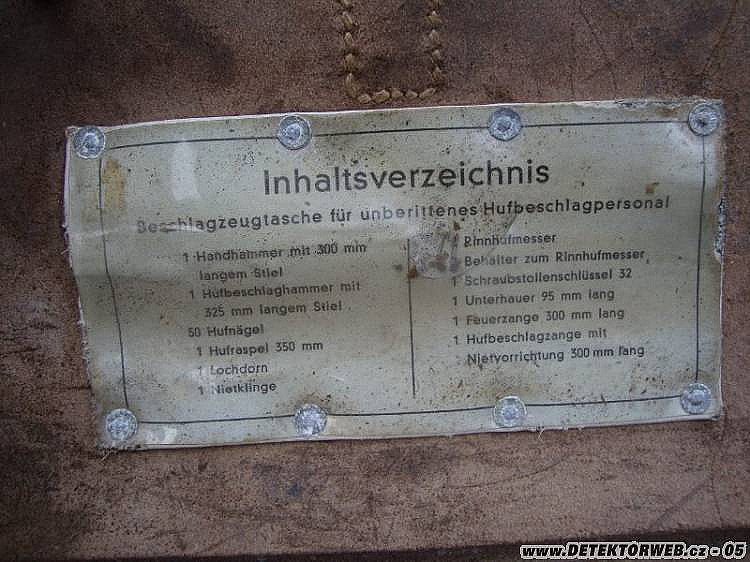 Inhaltsverzeichnis
Beschlagzeugtasche für unberittenes Hufbeschlagpersonal
1 Handhammer mit 300 mm
langem Stiel
1 Hufbeschlaghammer mit
325 mm langem Stiel
50 Hufnägel
1 Hufraspel 350 mm
1 Lochdorn
1 Nietklinge
Rinnhufmesser
Behälter zum Rinnhufmesser
1 Schraubstollenschlüssel 32
1 Unterhauer 95 mm lang
1 Feuerzange 300 mm lang
1 Hufbeschlagzange mit
Nietvorrichtung 300 mm lang
www.DETEKTORWEB.cz - 05